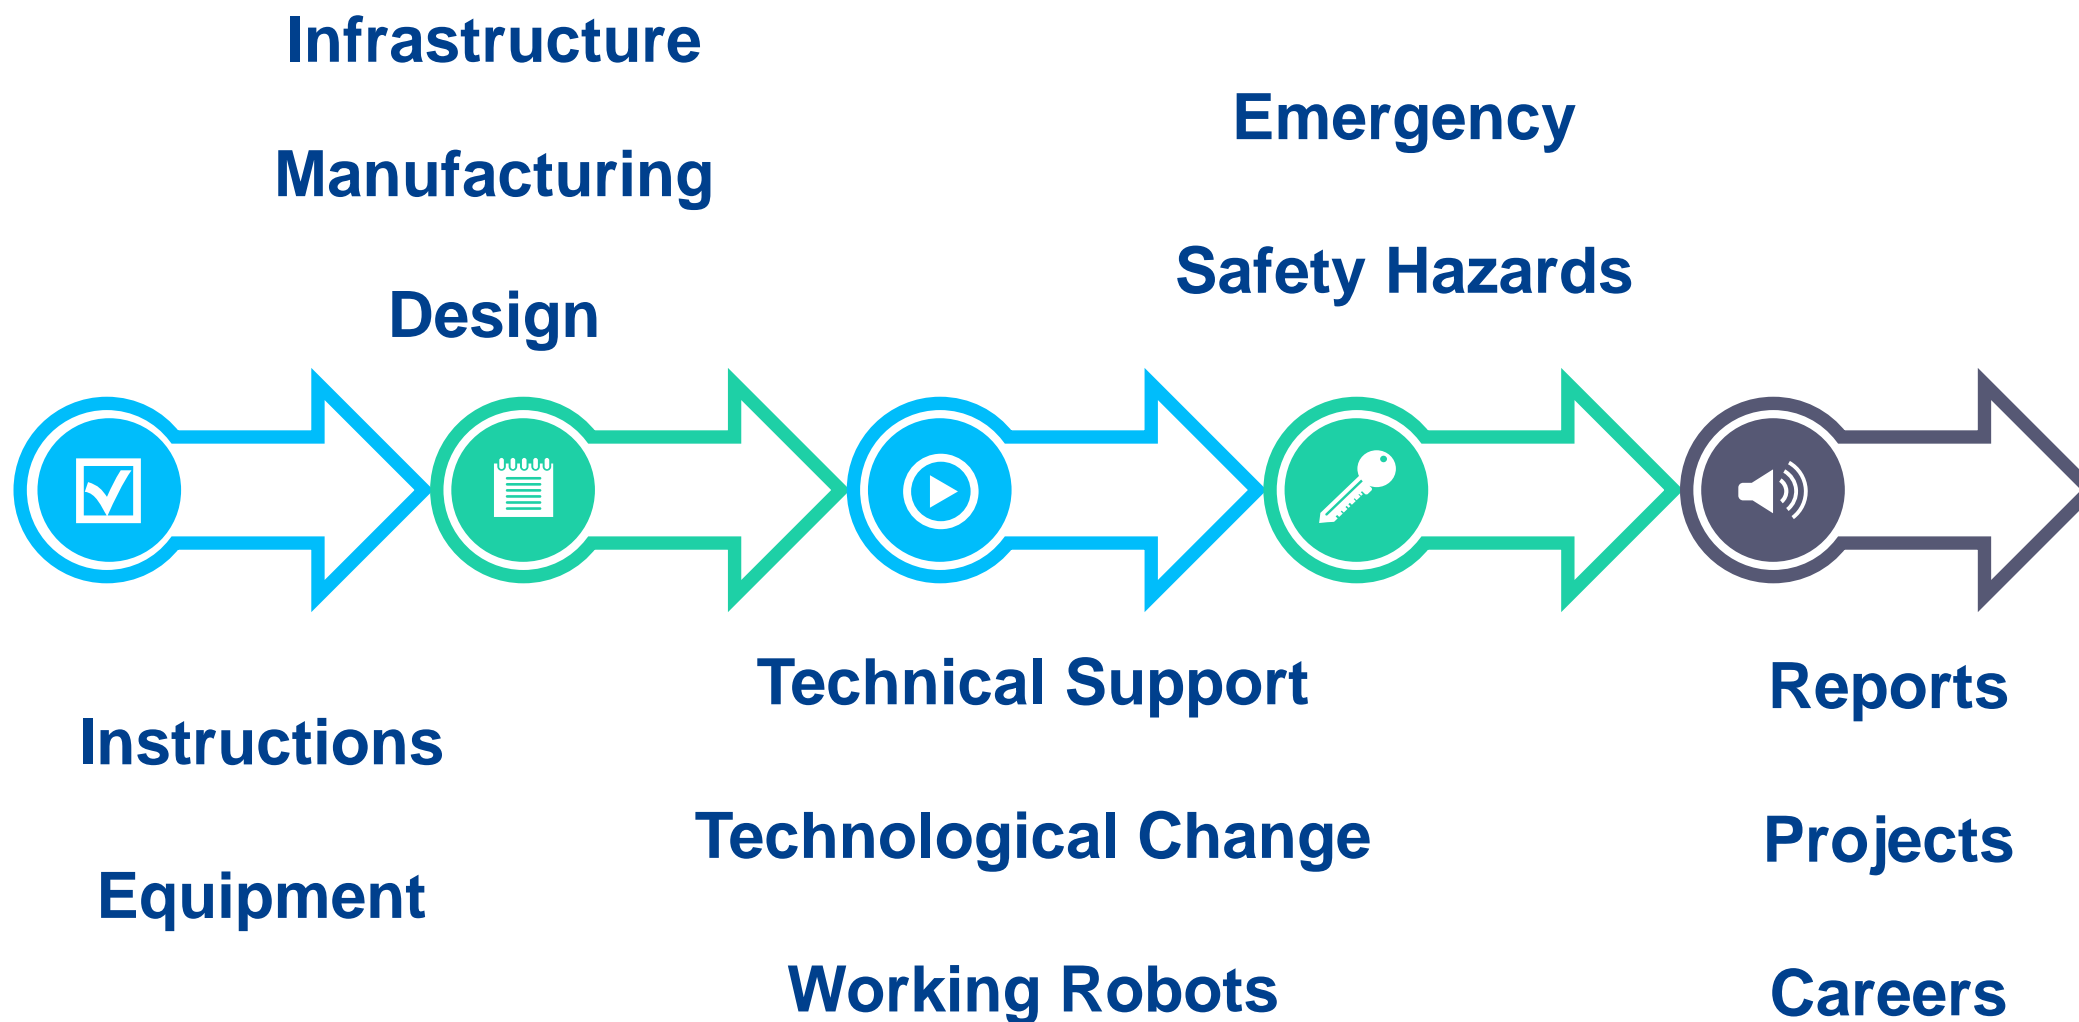 Infrastructure
Manufacturing
Design
Emergency
Safety Hazards
Instructions
Equipment
Technical Support
Technological Change
Working Robots
Reports
Projects
Careers